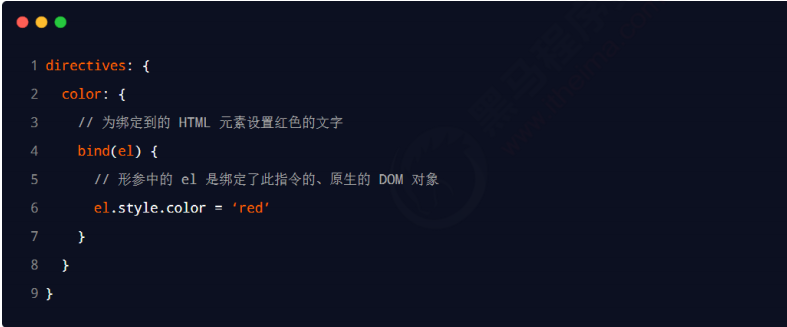 1 directives: {
2 color: {
3 // 为绑定到的 HTML 元素设置红色的文字
4 bind(el) {
5 // 形参中的 el 是绑定了此指令的、原生的 DOM 对象
6 el.style.color = ‘red’
7 }
8 }
9 }